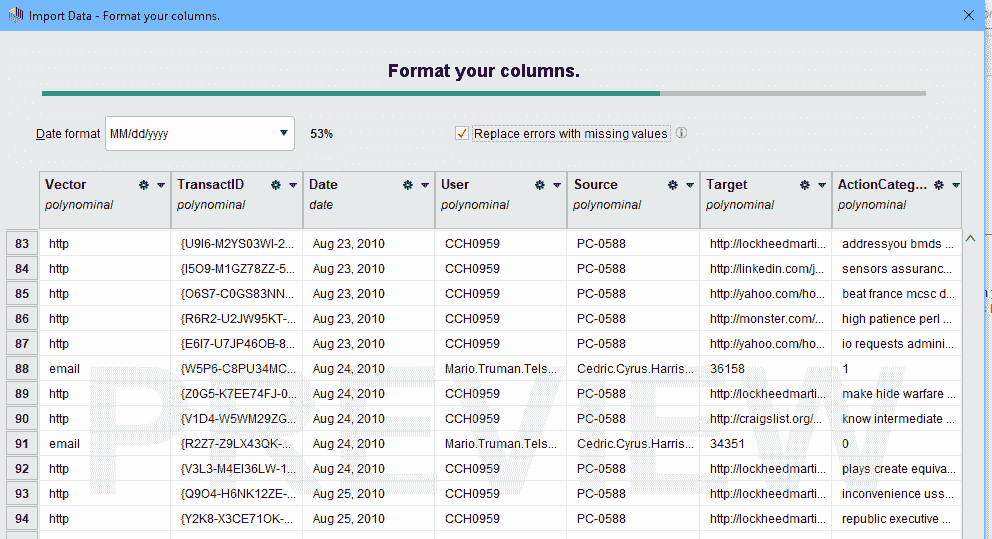 Import Data - Format your columns.
Format your columns.
Date format MM/dd/yyyy 53% Replace errors with missing values
Vector TransactID Date User Source Target ActionCateg...
polynominal polynominal date polynominal polynominal polynominal polynominal
83 http {U9I6-M2YS03WI-2... Aug 23, 2010 CCH0959 PC-0588 http://lockheedmarti... addressyou bmds ...
84 http {I5O9-M1GZ78ZZ-5... Aug 23, 2010 CCH0959 PC-0588 http://linkedin.com/j... sensors assuranc...
85 http {O6S7-C0GS83NN... Aug 23, 2010 CCH0959 PC-0588 http://yahoo.com/ho... beat france mcsc d...
86 http {R6R2-U2JW95KT-... Aug 23, 2010 CCH0959 PC-0588 http://monster.com/... high patience perl ...
87 http {E6I7-U7JP46OB-8... Aug 23, 2010 CCH0959 PC-0588 http://yahoo.com/ho... io requests admini...
88 email {W5P6-C8PU34MC... Aug 24, 2010 Mario.Truman.Tels... Cedric.Cyrus.Harris... 36158 1
89 http {Z0G5-K7EE74FJ-0... Aug 24, 2010 CCH0959 PC-0588 http://lockheedmarti... make hide warfare ...
90 http {V1D4-W5WM29ZG... Aug 24, 2010 CCH0959 PC-0588 http://craigslist.org/... know intermediate ...
91 email {R2Z7-Z9LX43QK-... Aug 24, 2010 Mario.Truman.Tels... Cedric.Cyrus.Harris... 34351 0
92 http {V3L3-M4EI36LW-1... Aug 24, 2010 CCH0959 PC-0588 http://lockheedmarti... plays create equiva...
93 http {Q9O4-H6NK12ZE-... Aug 25, 2010 CCH0959 PC-0588 http://lockheedmarti... inconvenience uss...
94 http {Y2K8-X3CE71OK-... Aug 25, 2010 CCH0959 PC-0588 http://lockheedmarti... republic executive ...
PREVIEW